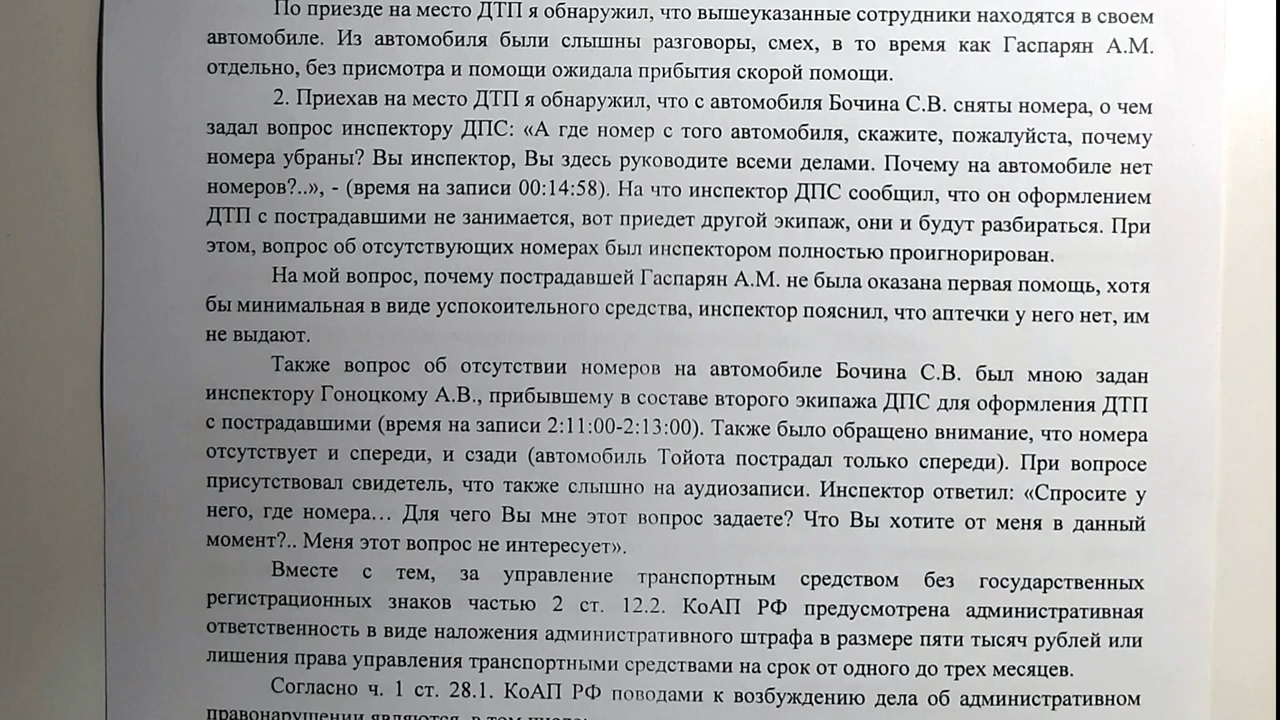 По приезде на место ДТП я обнаружил, что вышеуказанные сотрудники находятся в своем
автомобиле. Из автомобиля были слышны разговоры, смех, в то время как Гаспарян А.М.
отдельно, без присмотра и помощи ожидала прибытия скорой помощи.
2. Приехав на место ДТП я обнаружил, что с автомобиля Бочина С.В. сняты номера, о чем
задал вопрос инспектору ДПС: «А где номер с того автомобиля, скажите, пожалуйста, почему
номера убраны? Вы инспектор, Вы здесь руководите всеми делами. Почему на автомобиле нет
номеров?..», - (время на записи 00:14:58). На что инспектор ДПС сообщил, что он оформлением
ДТП с пострадавшими не занимается, вот приедет другой экипаж, они и будут разбираться. При
этом, вопрос об отсутствующих номерах был инспектором полностью проигнорирован.
На мой вопрос, почему пострадавшей Гаспарян А.М. не была оказана первая помощь, хотя
бы минимальная в виде успокоительного средства, инспектор пояснил, что аптечки у него нет, им
не выдают.
Также вопрос об отсутствии номеров на автомобиле Бочина С.В. был мною задан
инспектору Гоноцкому А.В., прибывшему в составе второго экипажа ДПС для оформления ДТП
с пострадавшими (время на записи 2:11:00-2:13:00). Также было обращено внимание, что номера
отсутствует и спереди, и сзади (автомобиль Тойота пострадал только спереди). При вопросе
присутствовал свидетель, что также слышно на аудиозаписи. Инспектор ответил: «Спросите у
него, где номера... Для чего Вы мне этот вопрос задаете? Что Вы хотите от меня в данный
момент?.. Меня этот вопрос не интересует».
Вместе с тем, за управление транспортным средством без государственных
регистрационных знаков частью 2 ст. 12.2. КоАП РФ предусмотрена административная
ответственность в виде наложения административного штрафа в размере пяти тысяч рублей или
лишения права управления транспортными средствами на срок от одного до трех месяцев.
Согласно ч. 1 ст. 28.1. КоАП РФ поводами к возбуждению дела об административном
правонарушении являются, в том числе: